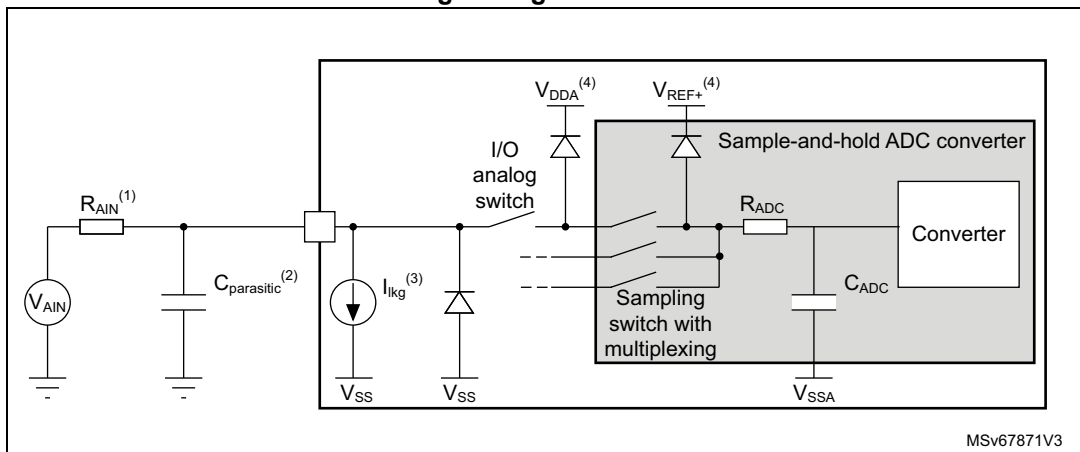 V_DDA^(4)
V_REF+^(4)
Sample-and-hold ADC converter
I/O
analog
switch
R_AIN^(1)
R_ADC
Converter
V_AIN
C_parasitic^(2)
I_lkg^(3)
C_ADC
Sampling
switch with
multiplexing
V_SS
V_SS
V_SSA
MSv67871V3